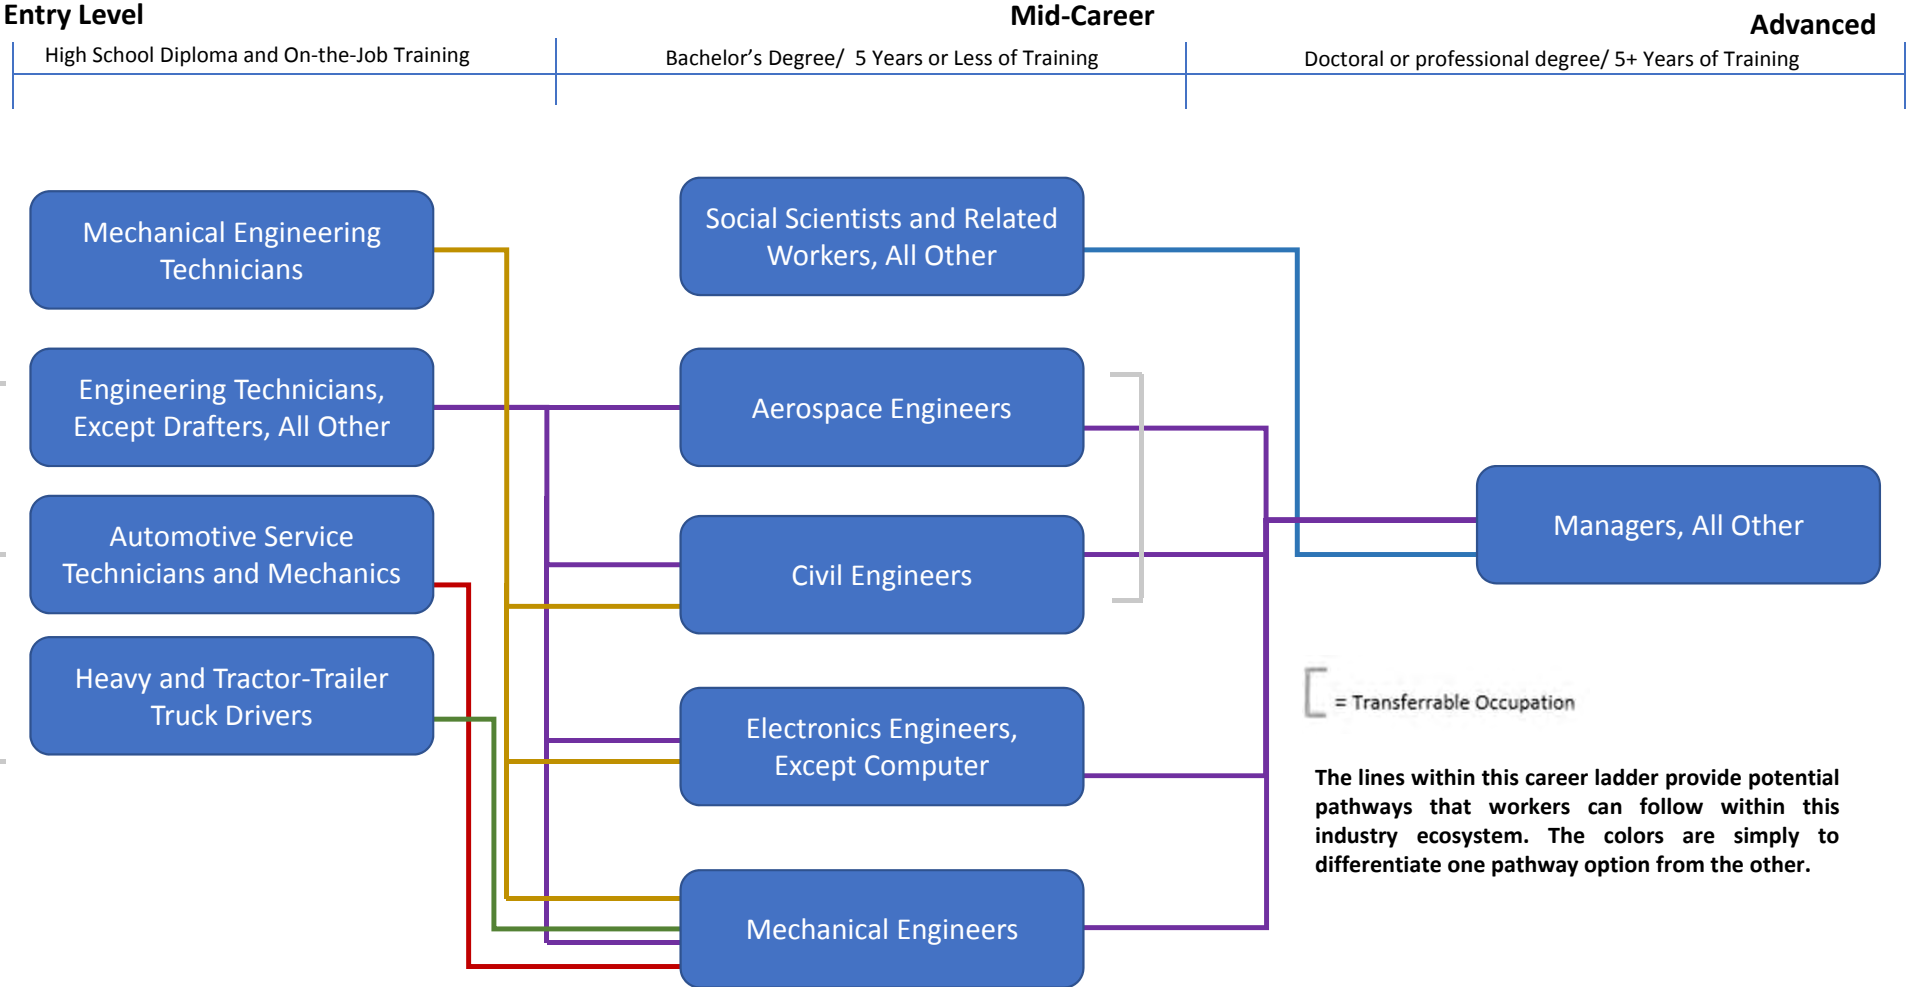 Entry Level
Mid-Career
Advanced
High School Diploma and On-the-Job Training
Bachelor’s Degree/ 5 Years or Less of Training
Doctoral or professional degree/ 5+ Years of Training
Mechanical Engineering
Technicians
Engineering Technicians,
Except Drafters, All Other
Automotive Service
Technicians and Mechanics
Heavy and Tractor-Trailer
Truck Drivers
Social Scientists and Related
Workers, All Other
Aerospace Engineers
Civil Engineers
Electronics Engineers,
Except Computer
Mechanical Engineers
Managers, All Other
= Transferrable Occupation
The lines within this career ladder provide potential
pathways that workers can follow within this
industry ecosystem. The colors are simply to
differentiate one pathway option from the other.